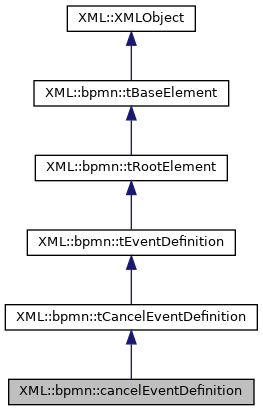 XML::XMLObject
XML::bpmn::tBaseElement
XML::bpmn::tRootElement
XML::bpmn::tEventDefinition
XML::bpmn::tCancelEventDefinition
XML::bpmn::cancelEventDefinition